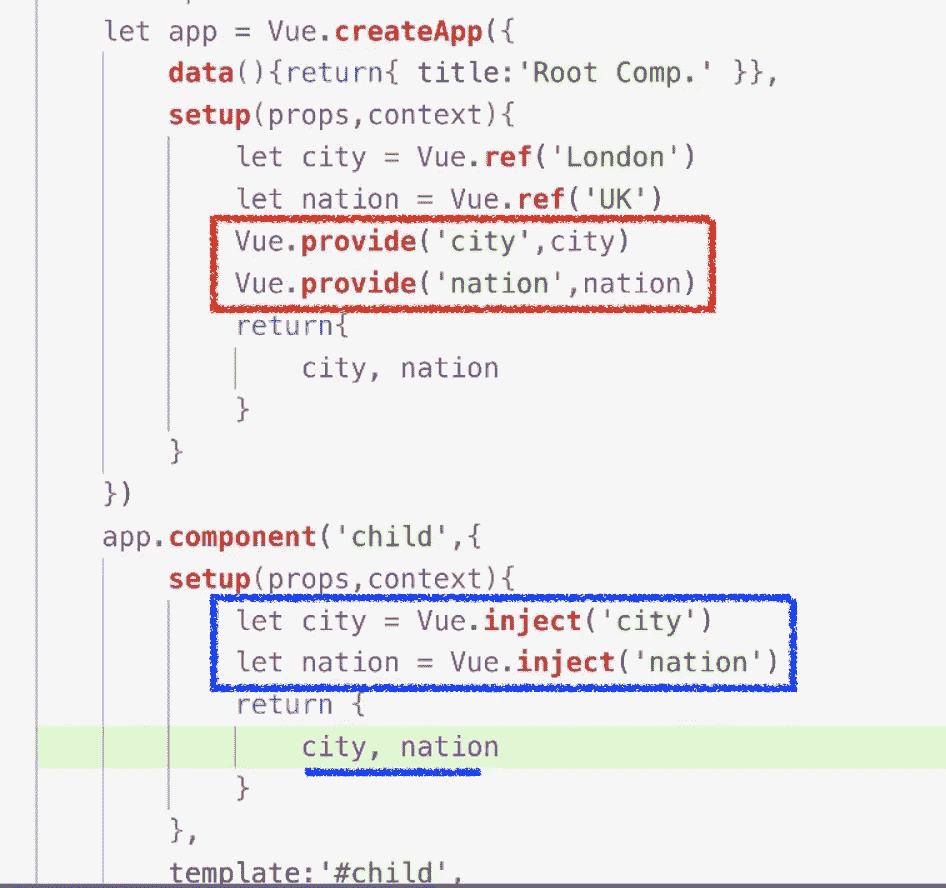 let app = Vue.createApp({
data(){return{ title:'Root Comp.' }},
setup(props,context){
let city = Vue.ref('London')
let nation = Vue.ref('UK')
Vue.provide('city',city)
Vue.provide('nation',nation)
return{
city, nation
}
}
})
app.component('child',{
setup(props,context){
let city = Vue.inject('city')
let nation = Vue.inject('nation')
return {
city, nation
}
},
template:'#child',